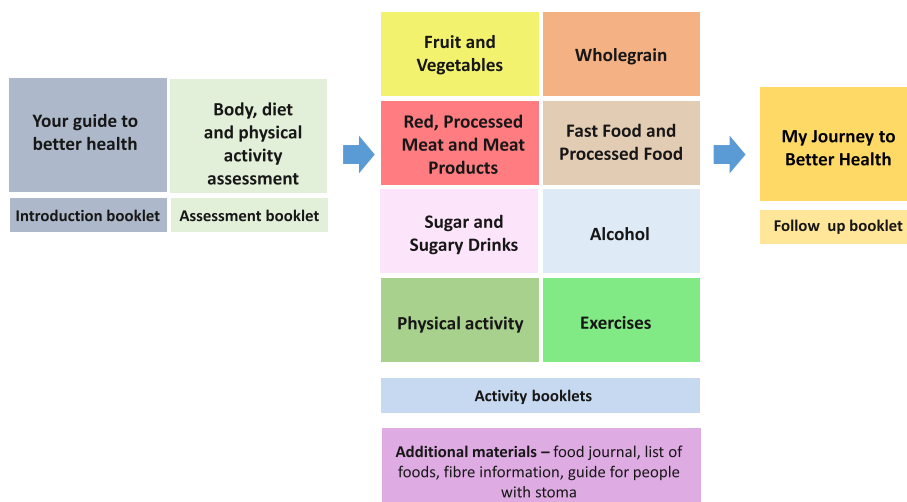 Your guide to
better health
Introduction booklet
Body, diet
and physical
activity
assessment
Assessment booklet
Fruit and
Vegetables
Wholegrain
Red, Processed
Meat and Meat
Products
Fast Food and
Processed Food
Sugar and
Sugary Drinks
Alcohol
Physical activity
Exercises
Activity booklets
Additional materials – food journal, list of
foods, fibre information, guide for people
with stoma
My Journey to
Better Health
Follow up booklet